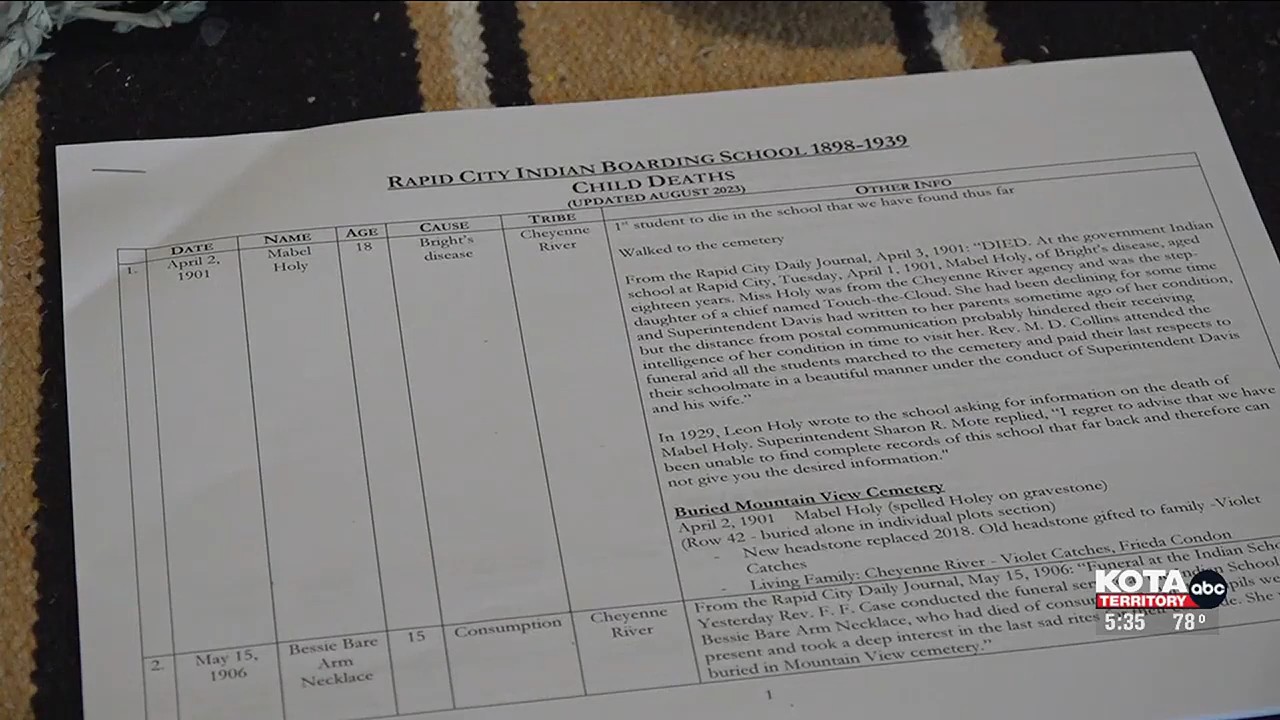 RAPID CITY INDIAN BOARDING SCHOOL 1898-1939
CHILD DEATHS
(UPDATED AUGUST 2023)
DATE NAME AGE CAUSE TRIBE OTHER INFO
1. April 2, 1901 Mabel Holy 18 Bright's disease Cheyenne River
1st student to die in the school that we have found thus far
Walked to the cemetery
From the Rapid City Daily Journal, April 3, 1901: “DIED. At the government Indian
school at Rapid City, Tuesday, April 1, 1901, Mabel Holy, of Bright's disease, aged
eighteen years. Miss Holy was from the Cheyenne River agency and was the step-
daughter of a chief named Touch-the-Cloud. She had been declining for some time
and Superintendent Davis had written to her parents sometime ago of her condition,
but the distance from postal communication probably hindered their receiving
intelligence of her condition in time to visit her. Rev. M. D. Collins attended the
funeral and all the students marched to the cemetery and paid their last respects to
their schoolmate in a beautiful manner under the conduct of Superintendent Davis
and his wife.”
In 1929, Leon Holy wrote to the school asking for information on the death of
Mabel Holy. Superintendent Sharon R. Mote replied, “I regret to advise that we have
been unable to find complete records of this school that far back and therefore can
not give you the desired information."
Buried Mountain View Cemetery
April 2, 1901 Mabel Holy (spelled Holey on gravestone)
(Row 42 - buried alone in individual plots section)
- New headstone replaced 2018. Old headstone gifted to family -Violet
Catches
- Living Family: Cheyenne River - Violet Catches, Frieda Condon
2. May 15, 1906 Bessie Bare Arm Necklace 15 Consumption Cheyenne River
From the Rapid City Daily Journal, May 15, 1906: “Funeral at the Indian
Yesterday Rev. F. F. Case conducted the funeral School
Bessie Bare Arm Necklace, who had died of
present and took a deep interest in the last sad rites She
buried in Mountain View cemetery.”
1
KOTA
TERRITORY
abc
5:35 78°